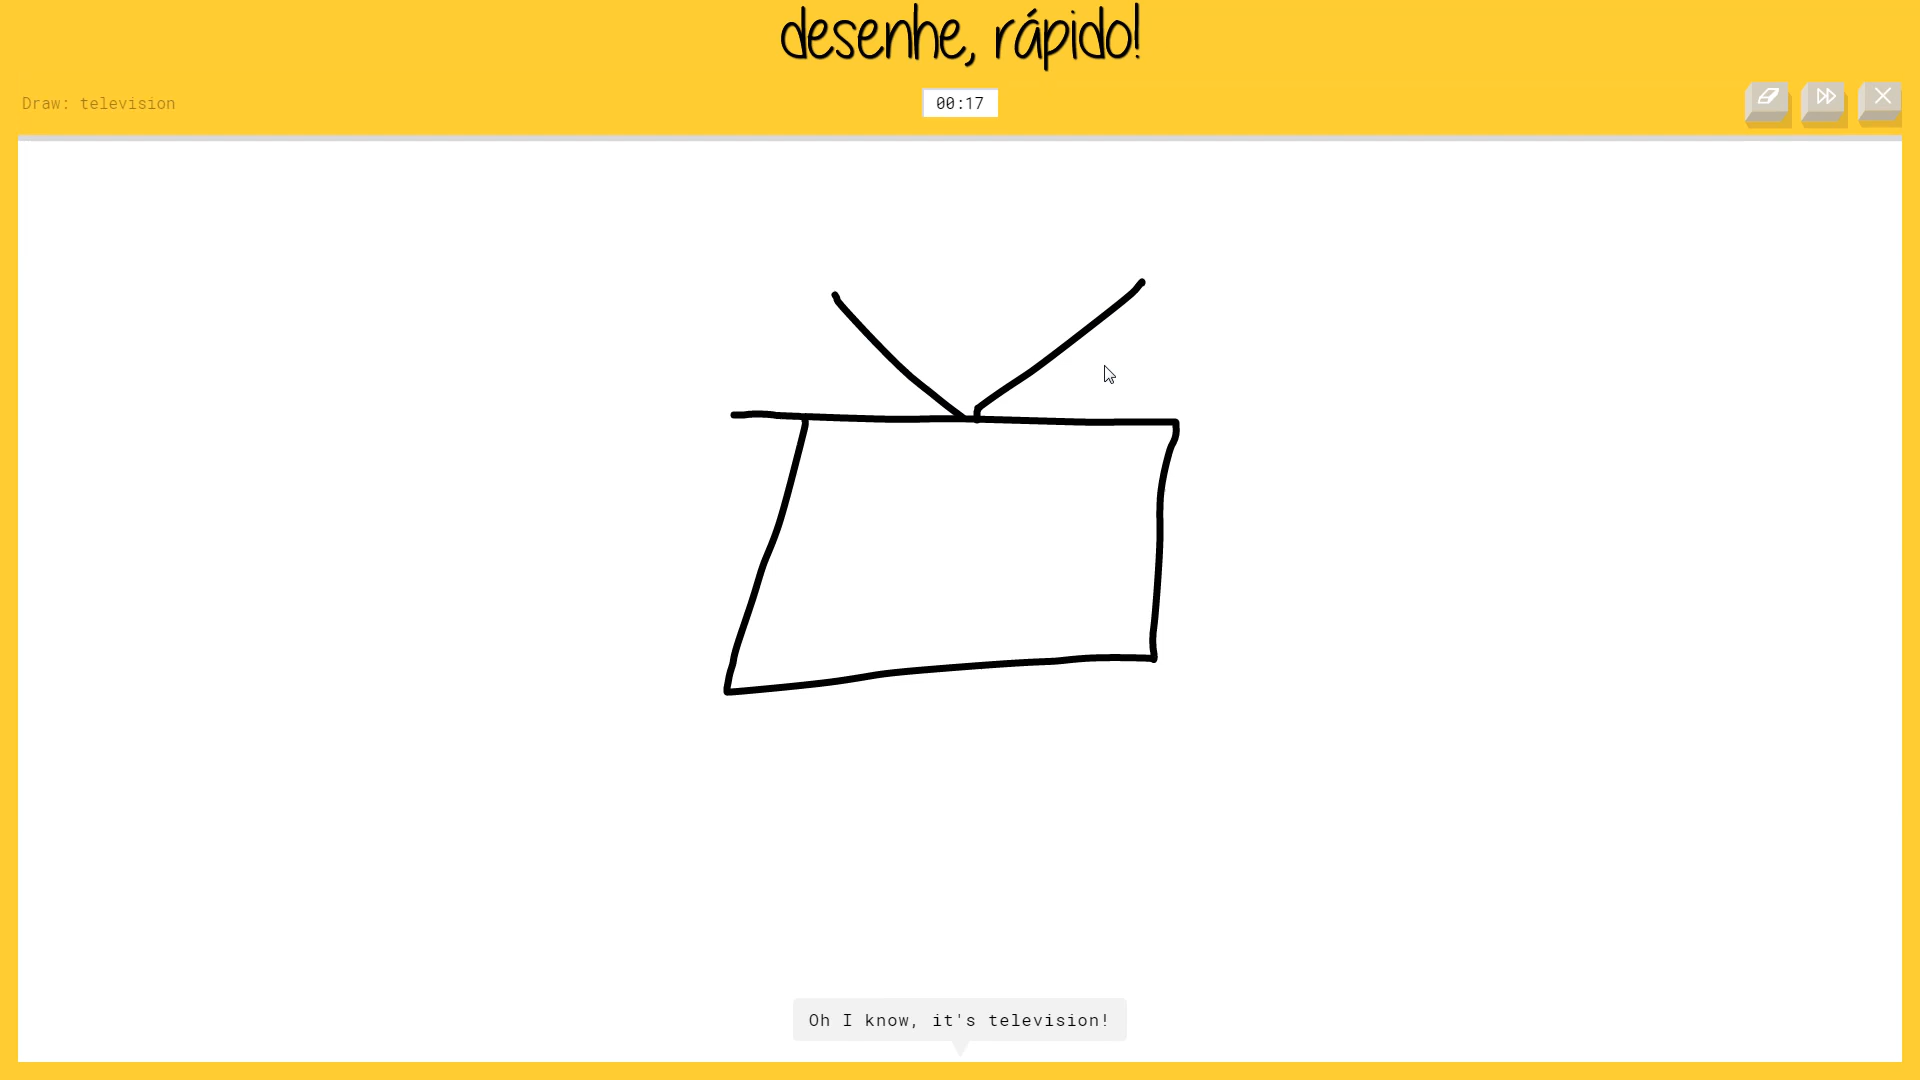 desenhe, rápido!
Draw: television
00:17
Oh I know, it's television!